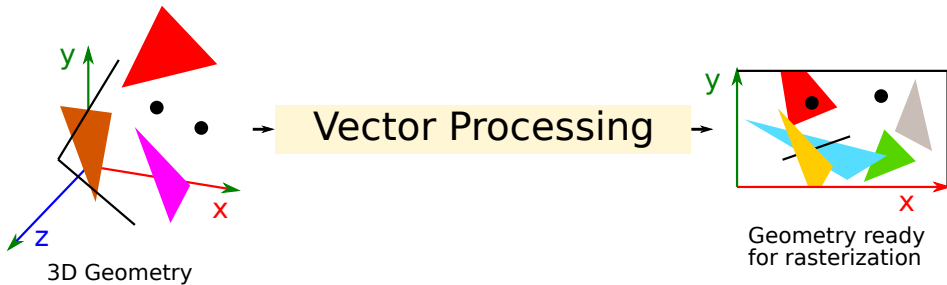 y
x
z
3D Geometry
Vector Processing
y
x
Geometry ready
for rasterization